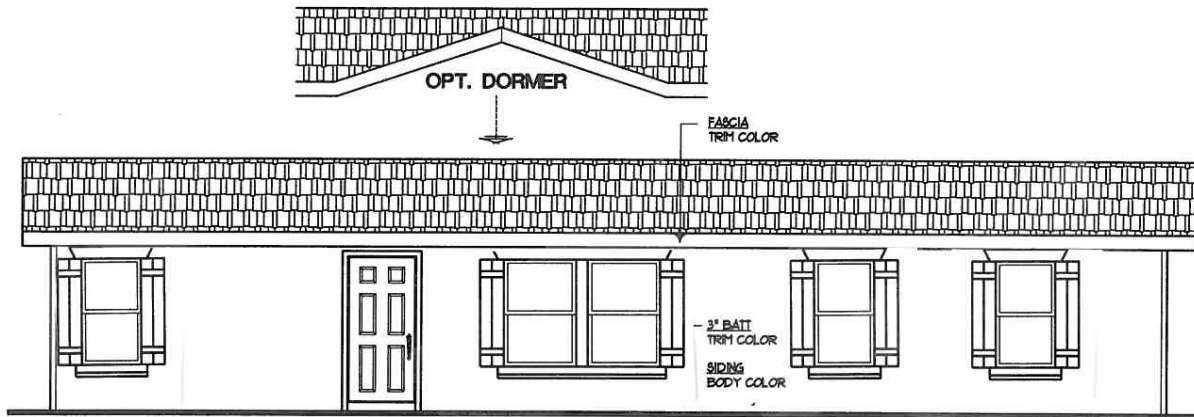 OPT. DORMER
FASCIA
TRIM COLOR
3" BATT
TRIM COLOR
SIDING
BODY COLOR